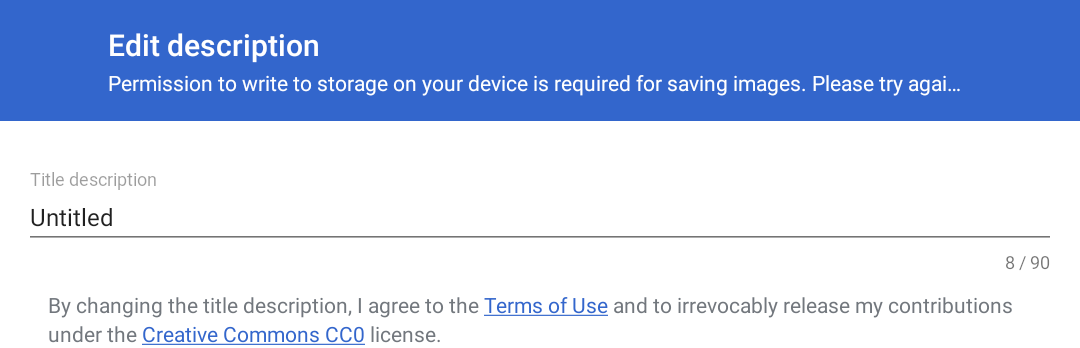 Edit description
Permission to write to storage on your device is required for saving images. Please try agai…
Title description
Untitled
8 / 90
By changing the title description, I agree to the Terms of Use and to irrevocably release my contributions
under the Creative Commons CC0 license.